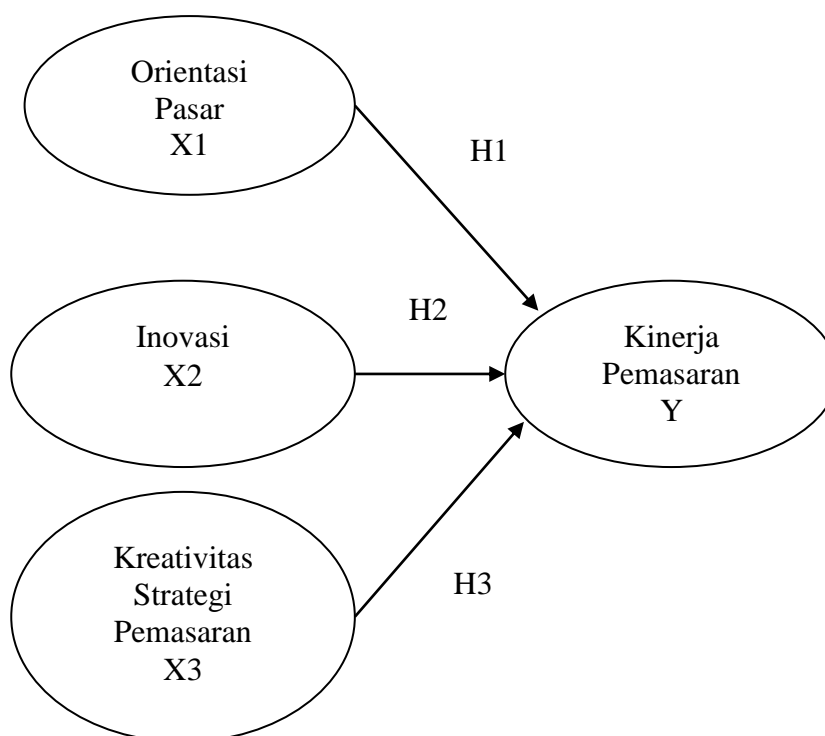 Orientasi
Pasar
X1
H1
H2
Inovasi
X2
Kinerja
Pemasaran
Y
Kreativitas
Strategi
Pemasaran
X3
H3